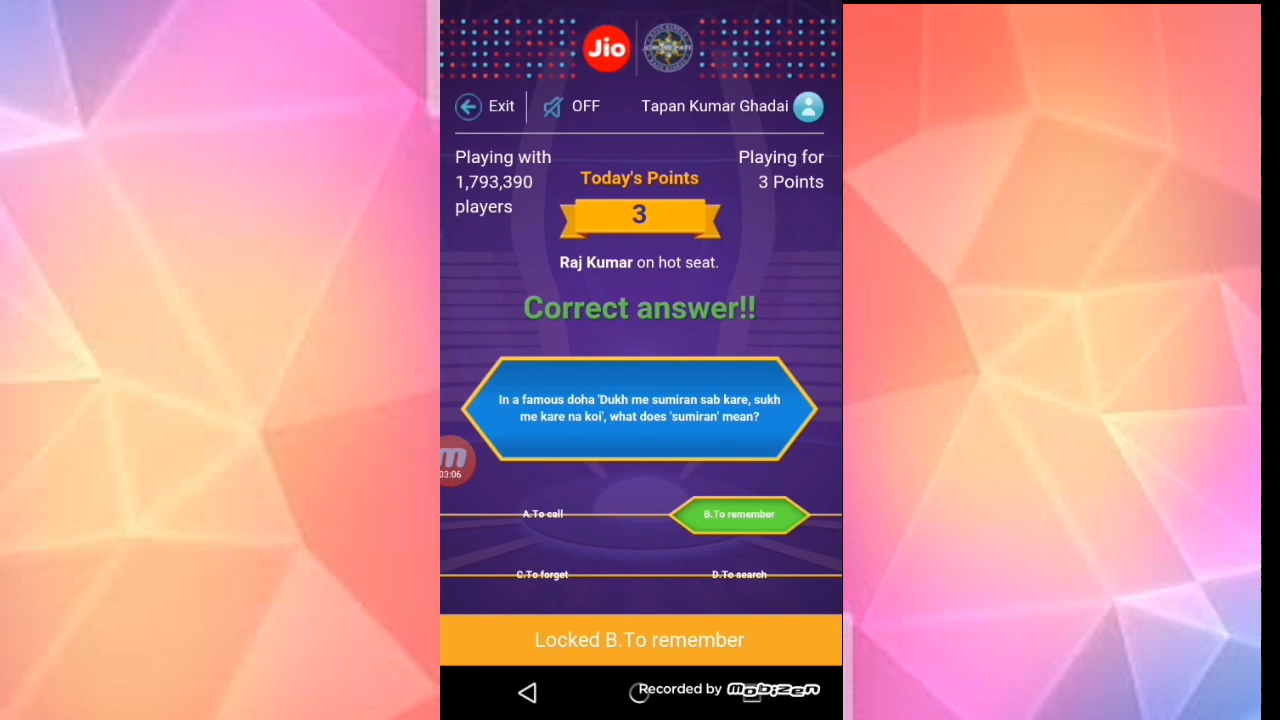 Jio
CRORE PATI
Exit
OFF
Tapan Kumar Ghadai
Playing with
1,793,390
players
Today's Points
3
Playing for
3 Points
Raj Kumar on hot seat.
Correct answer!!
In a famous doha 'Dukh me sumiran sab kare, sukh
me kare na koi', what does 'sumiran' mean?
m
03:06
A.To call
B.To remember
C.To forget
D.To search
Locked B.To remember
Recorded by mobizen